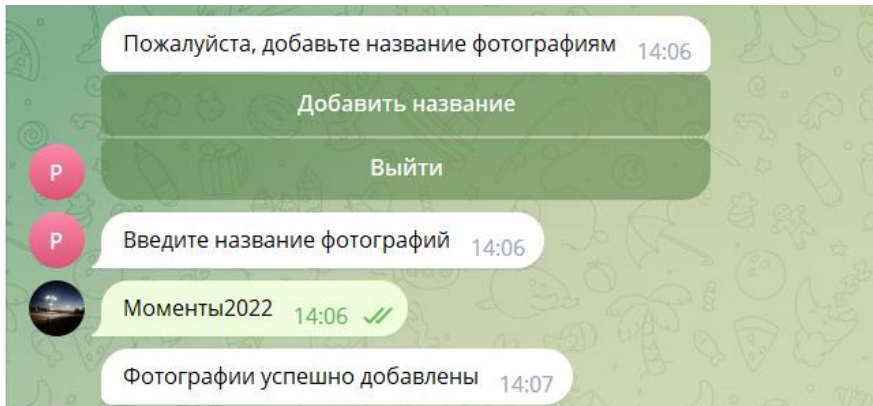 Пожалуйста, добавьте название фотографиям 14:06
Добавить название
Выйти
P
P
Введите название фотографий 14:06
Моменты2022 14:06
Фотографии успешно добавлены 14:07